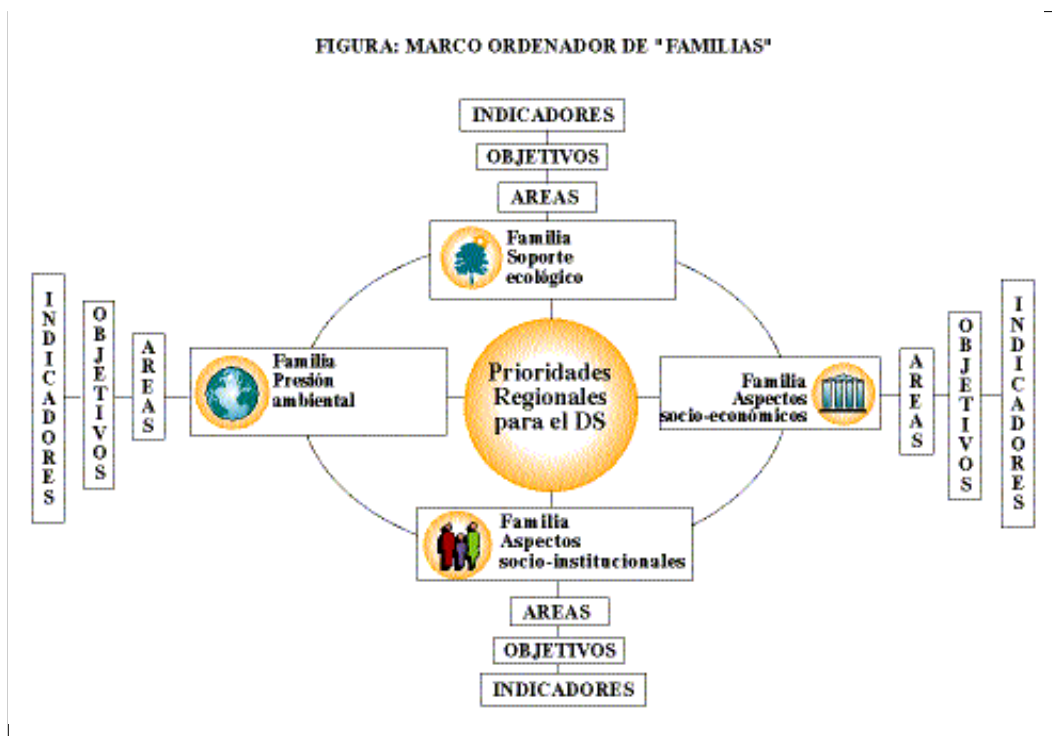 FIGURA: MARCO ORDENADOR DE "FAMILIAS"
INDICADORES
OBJETIVOS
AREAS
Familia
Soporte
ecológico
INDICADORES
OBJETIVOS
AREAS
Familia
Presión
ambiental
Prioridades
Regionales
para el DS
Familia
Aspectos
socio-económicos
AREAS
OBJETIVOS
INDICADORES
Familia
Aspectos
socio-institucionales
AREAS
OBJETIVOS
INDICADORES